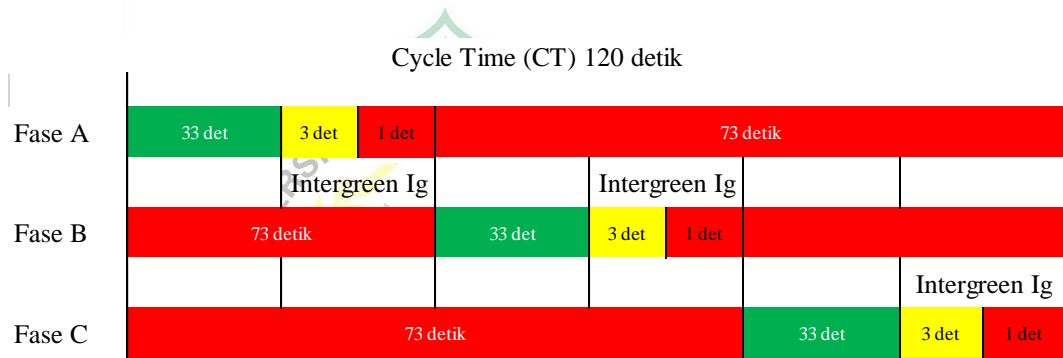 Cycle Time (CT) 120 detik
Fase A 33 det 3 det 1 det 73 detik
Intergreen Ig Intergreen Ig
Fase B 73 detik 33 det 3 det 1 det
Intergreen Ig
Fase C 73 detik 33 det 3 det 1 det